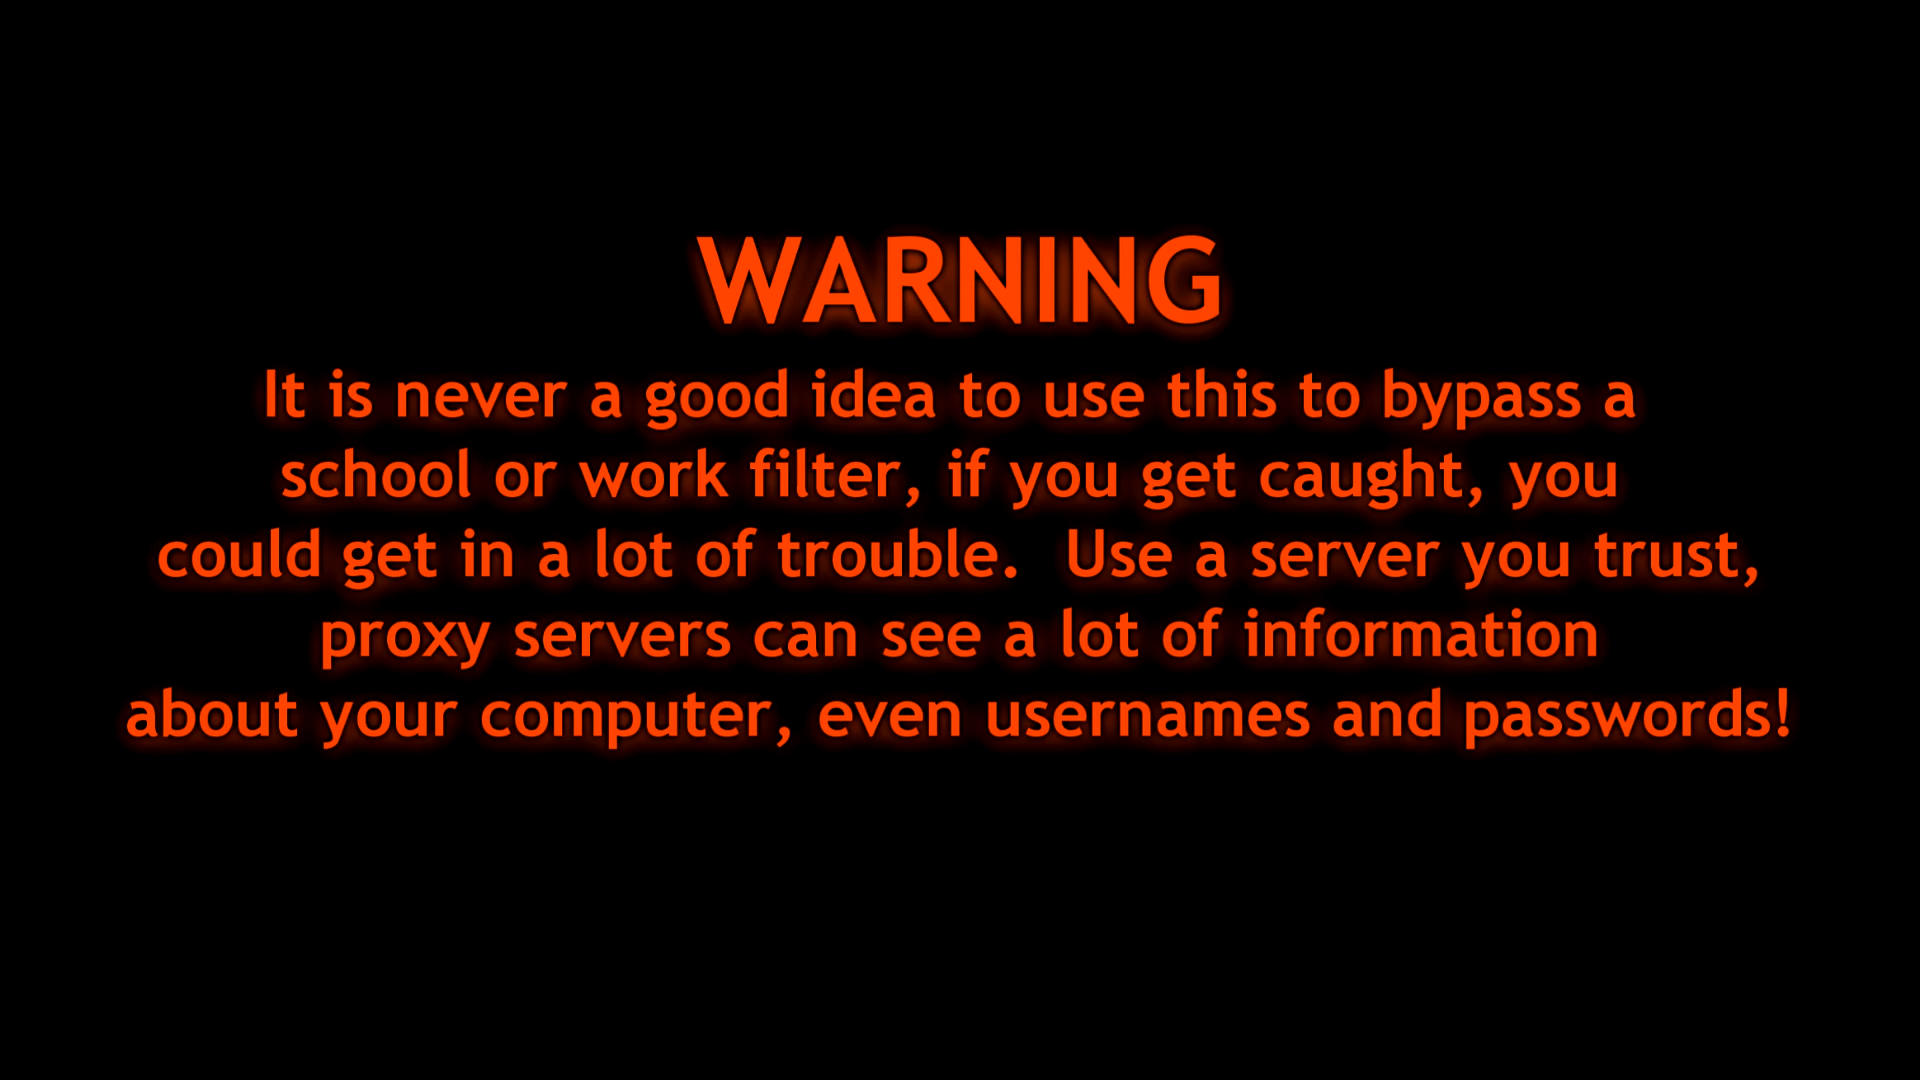 WARNING
It is never a good idea to use this to bypass a
school or work filter, if you get caught, you
could get in a lot of trouble.  Use a server you trust,
proxy servers can see a lot of information
about your computer, even usernames and passwords!